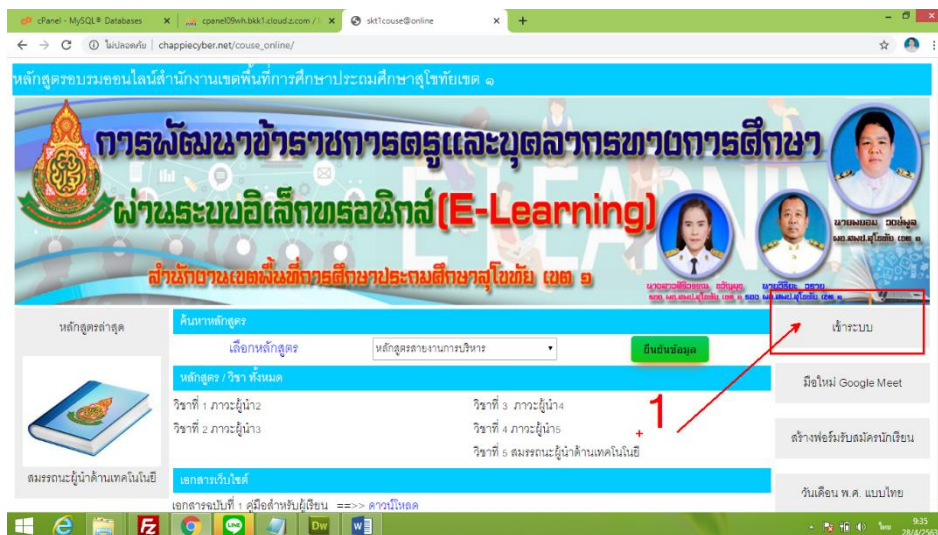 cPanel - MySQL® Databases
cpanel09wh.bkk1.cloud.z.com / l
skt1couse@online
ไม่ปลอดภัย | chappiecyber.net/couse_online/
หลักสูตรอบรมออนไลน์สำนักงานเขตพื้นที่การศึกษาประถมศึกษาสุโขทัยเขต ๑
การพัฒนาข้าราชการครูและบุคลากรทางการศึกษา
ผ่านระบบอิเล็กทรอนิกส์ (E-Learning)
สำนักงานเขตพื้นที่การศึกษาประถมศึกษาสุโขทัย เขต ๑
หลักสูตรล่าสุด
สมรรถนะผู้นำด้านเทคโนโนยี
ค้นหาหลักสูตร
เลือกหลักสูตร
หลักสูตรสายงานการบริหาร
ยืนยันข้อมูล
หลักสูตร / วิชา ทั้งหมด
วิชาที่ 1 ภาวะผู้นำ2
วิชาที่ 3 ภาวะผู้นำ4
วิชาที่ 2 ภาวะผู้นำ3
วิชาที่ 4 ภาวะผู้นำ5
วิชาที่ 5 สมรรถนะผู้นำด้านเทคโนโนยี
เอกสารเว็บไซต์
เอกสารฉบับที่ 1 คู่มือสำหรับผู้เรียน ==>> ดาวน์โหลด
1
เข้าระบบ
มือใหม่ Google Meet
สร้างฟอร์มรับสมัครนักเรียน
วันเดือน พ.ศ. แบบไทย
9:35
28/4/2563